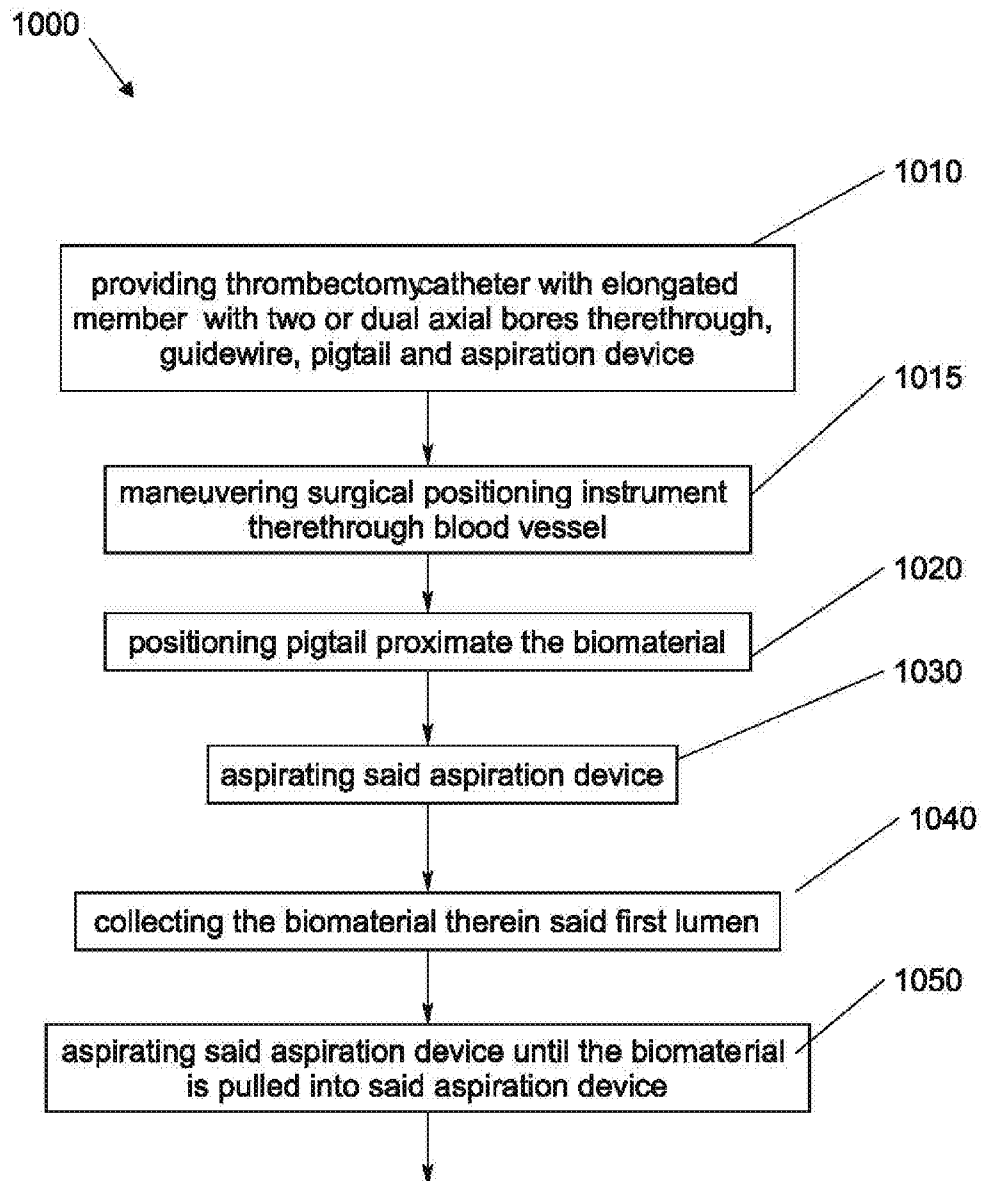 1000
1010
providing thrombectomycatheter with elongated
member with two or dual axial bores therethrough,
guidewire, pigtail and aspiration device
1015
maneuvering surgical positioning instrument
therethrough blood vessel
1020
positioning pigtail proximate the biomaterial
1030
aspirating said aspiration device
1040
collecting the biomaterial therein said first lumen
1050
aspirating said aspiration device until the biomaterial
is pulled into said aspiration device